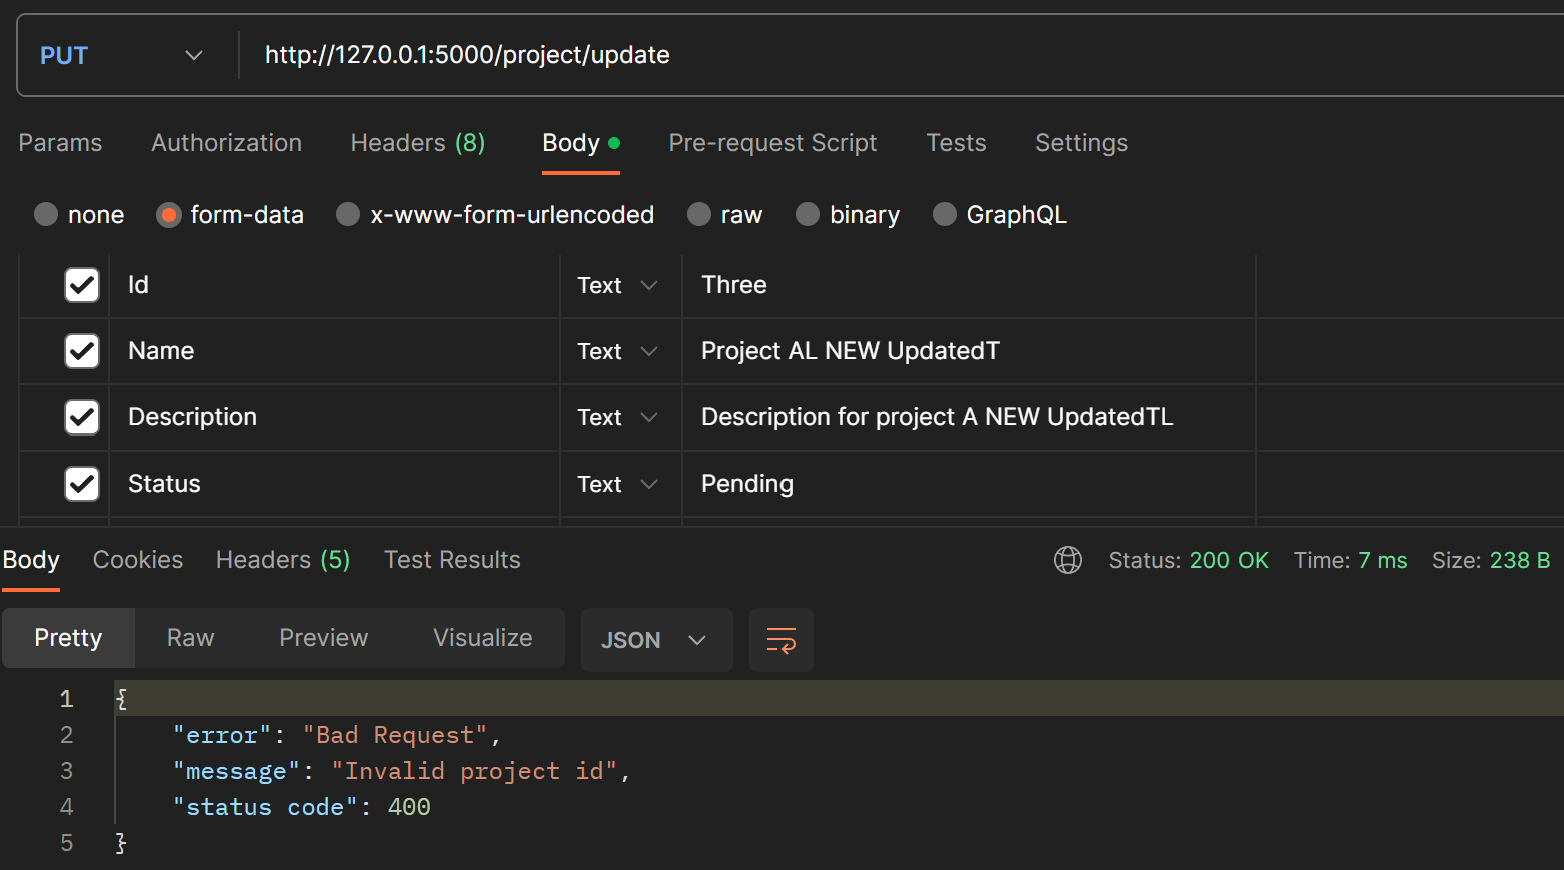 PUT http://127.0.0.1:5000/project/update
Params Authorization Headers (8) Body Pre-request Script Tests Settings
none form-data x-www-form-urlencoded raw binary GraphQL
Id Text Three
Name Text Project AL NEW UpdatedT
Description Text Description for project A NEW UpdatedTL
Status Text Pending
Body Cookies Headers (5) Test Results Status: 200 OK Time: 7 ms Size: 238 B
Pretty Raw Preview Visualize JSON
1 {
2 "error": "Bad Request",
3 "message": "Invalid project id",
4 "status code": 400
5 }